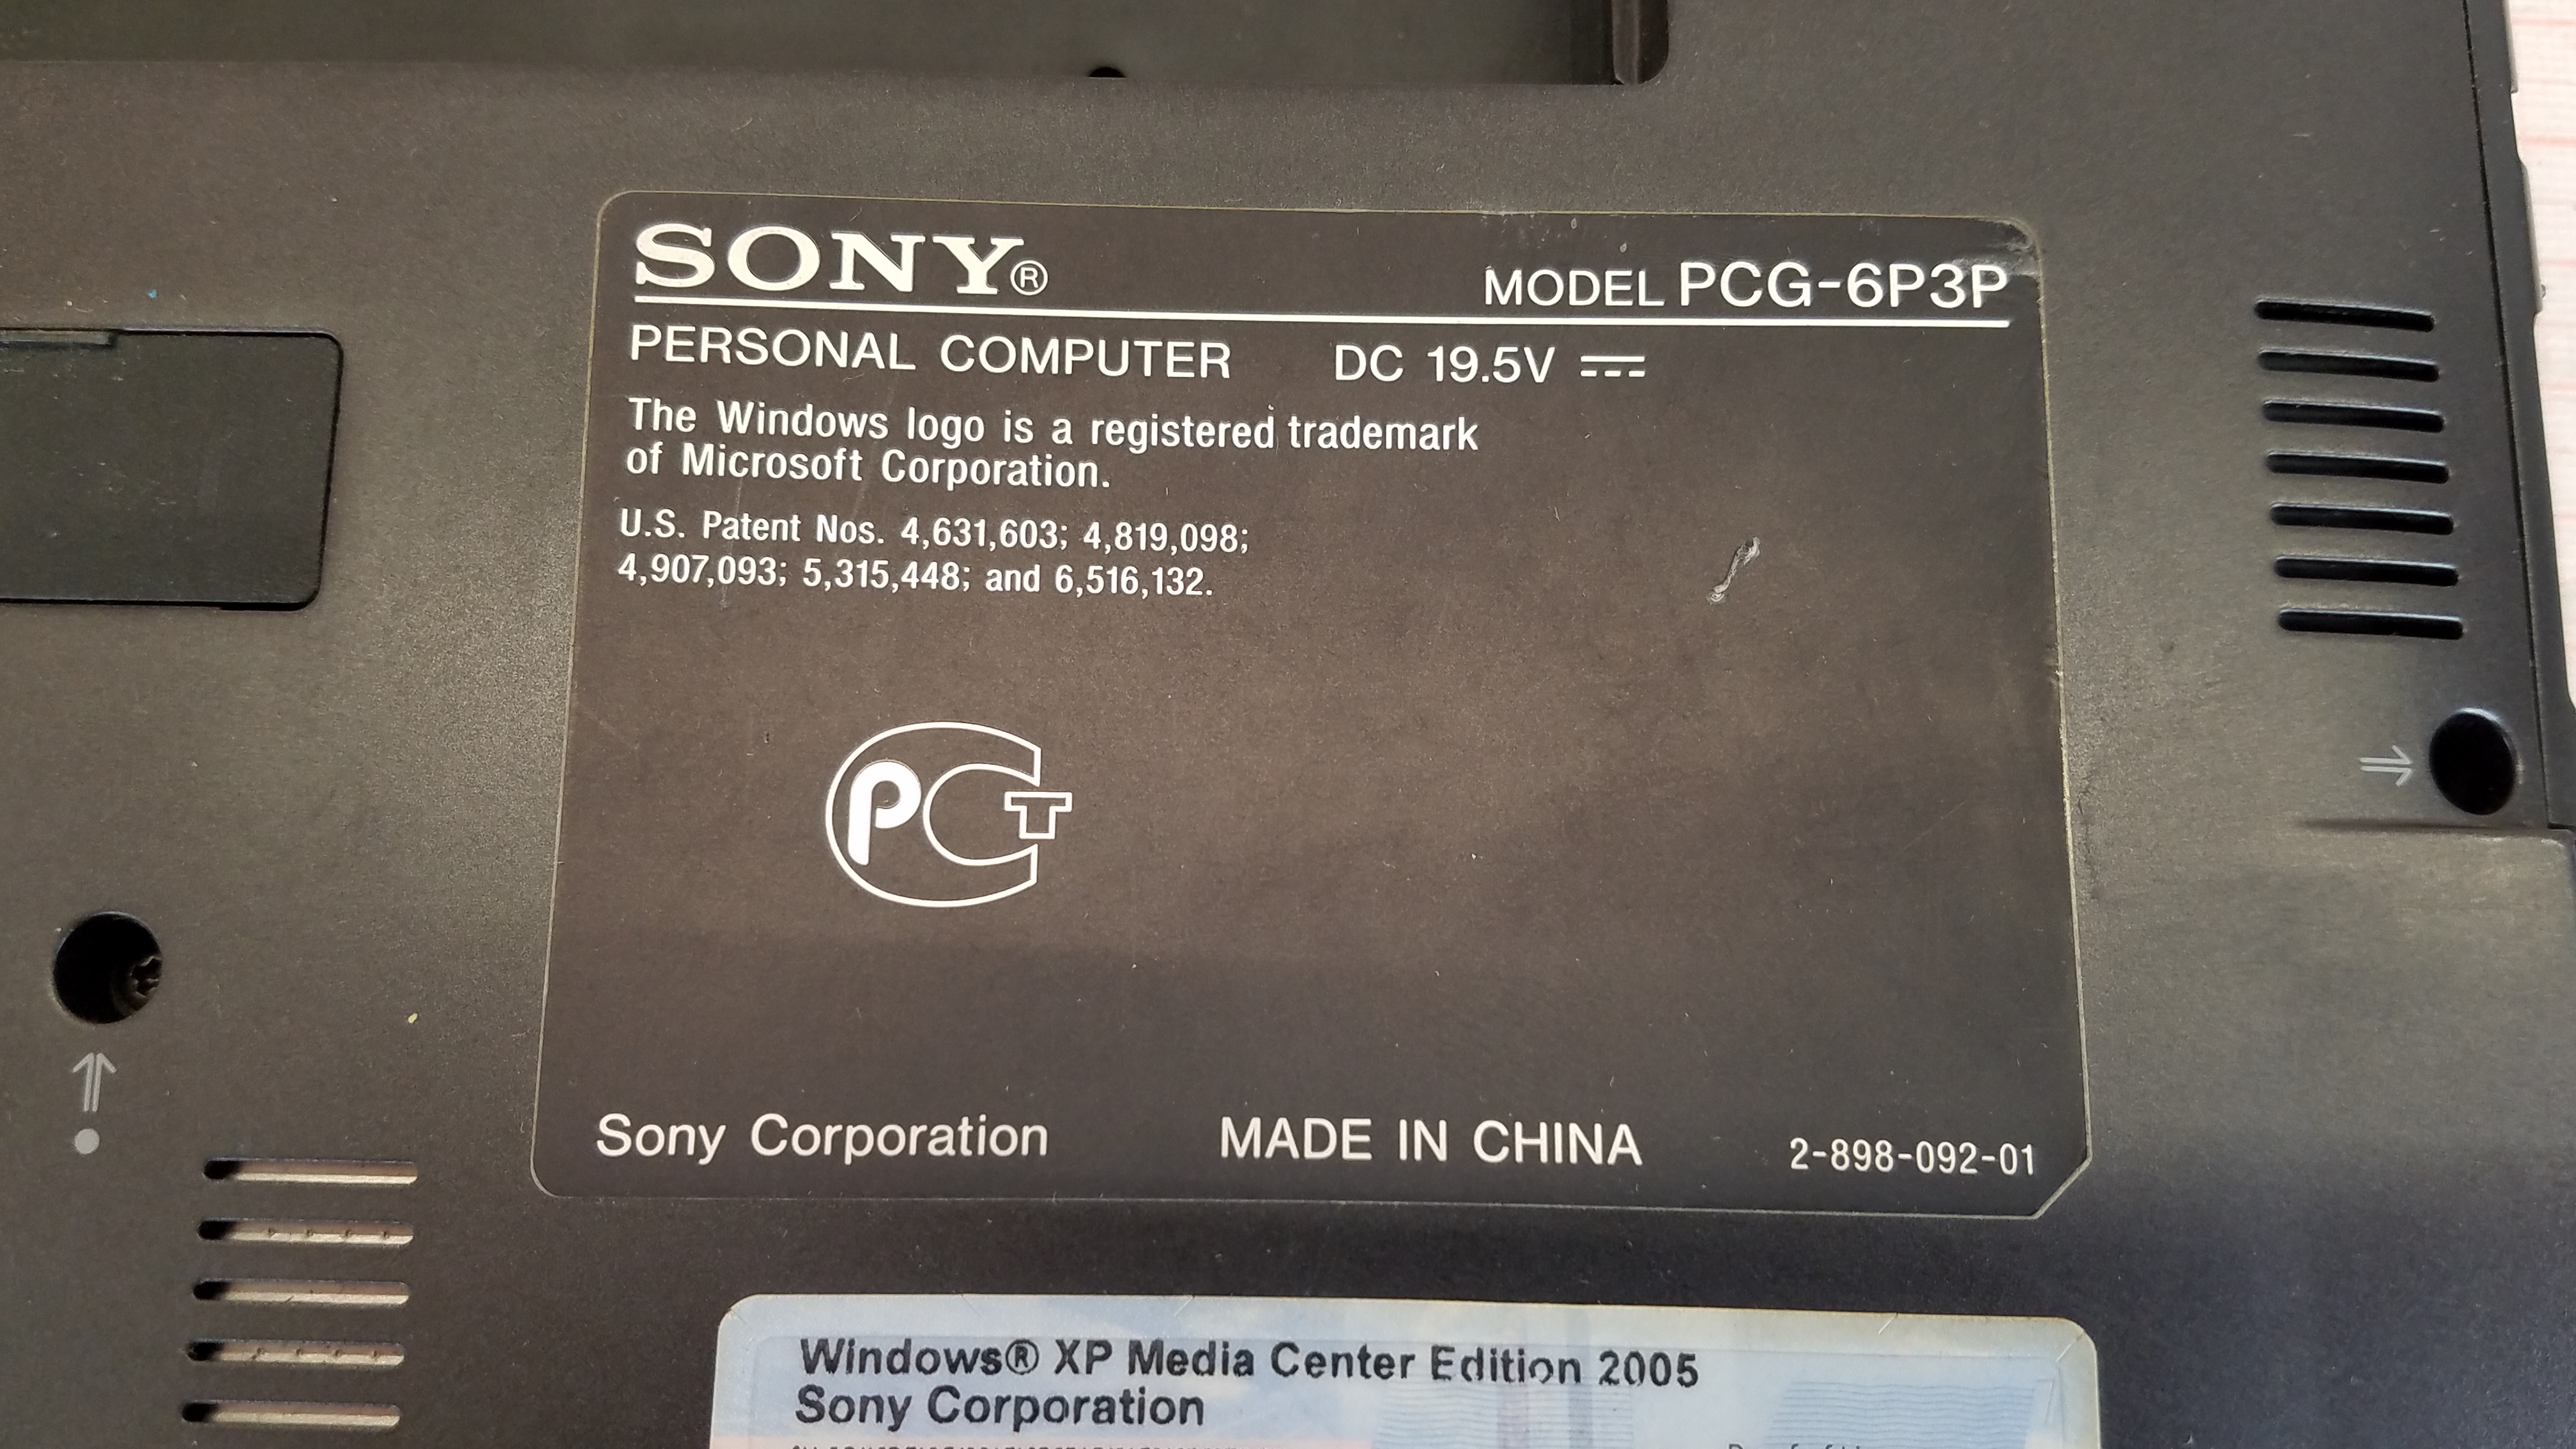 SONY®
MODEL PCG-6P3P
PERSONAL COMPUTER DC 19.5V ⎓
The Windows logo is a registered trademark
of Microsoft Corporation.
U.S. Patent Nos. 4,631,603; 4,819,098;
4,907,093; 5,315,448; and 6,516,132.
РСТ
Sony Corporation MADE IN CHINA 2-898-092-01
Windows® XP Media Center Edition 2005
Sony Corporation